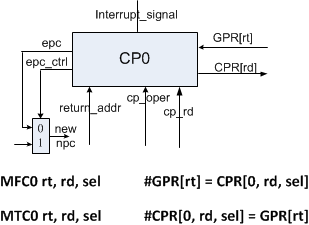 Interrupt_signal
epc
GPR[rt]
epc_ctrl
CP0
CPR[rd]
return_addr
cp_oper
cp_rd
0
new
1
npc
MFC0 rt, rd, sel #GPR[rt] = CPR[0, rd, sel]
MTC0 rt, rd, sel #CPR[0, rd, sel] = GPR[rt]